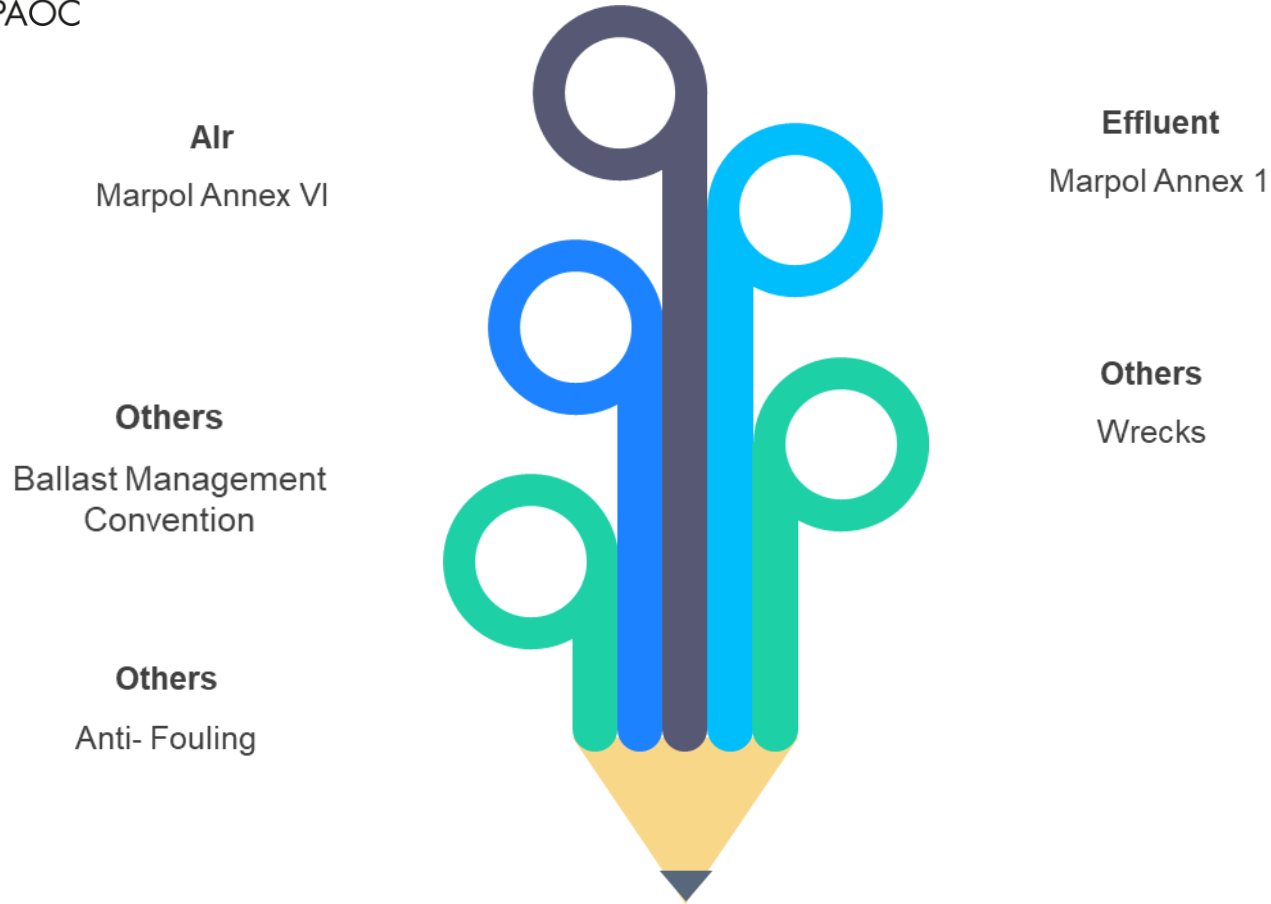 PAOC
AIr
Marpol Annex VI
Effluent
Marpol Annex 1
Others
Ballast Management
Convention
Others
Wrecks
Others
Anti- Fouling